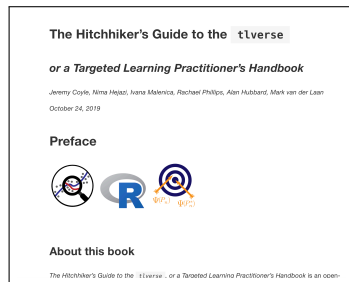 The Hitchhiker's Guide to the tlverse
or a Targeted Learning Practitioner's Handbook
Jeremy Coyle, Nima Hejazi, Ivana Malenica, Rachael Phillips, Alan Hubbard, Mark van der Laan
October 24, 2019
Preface
R
Ψ(P
Ψ(P
About this book
The Hitchhiker's Guide to the tlverse, or a Targeted Learning Practitioner's Handbook is an open-